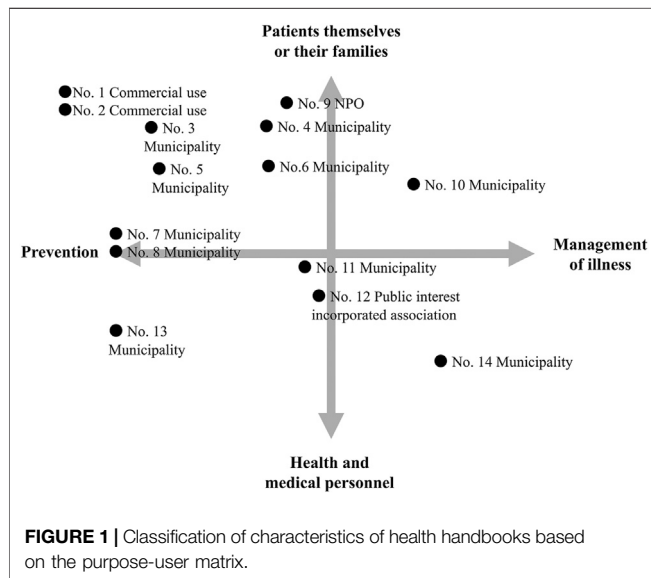 Patients themselves
or their families
No. 1 Commercial use
No. 2 Commercial use
No. 9 NPO
No. 3
Municipality
No. 4 Municipality
No. 5
Municipality
No.6 Municipality
No. 10 Municipality
No. 7 Municipality
Prevention
No. 8 Municipality
Management
of illness
No. 11 Municipality
No. 12 Public interest
incorporated association
No. 13
Municipality
No. 14 Municipality
Health and
medical personnel
FIGURE 1 | Classification of characteristics of health handbooks based
on the purpose-user matrix.